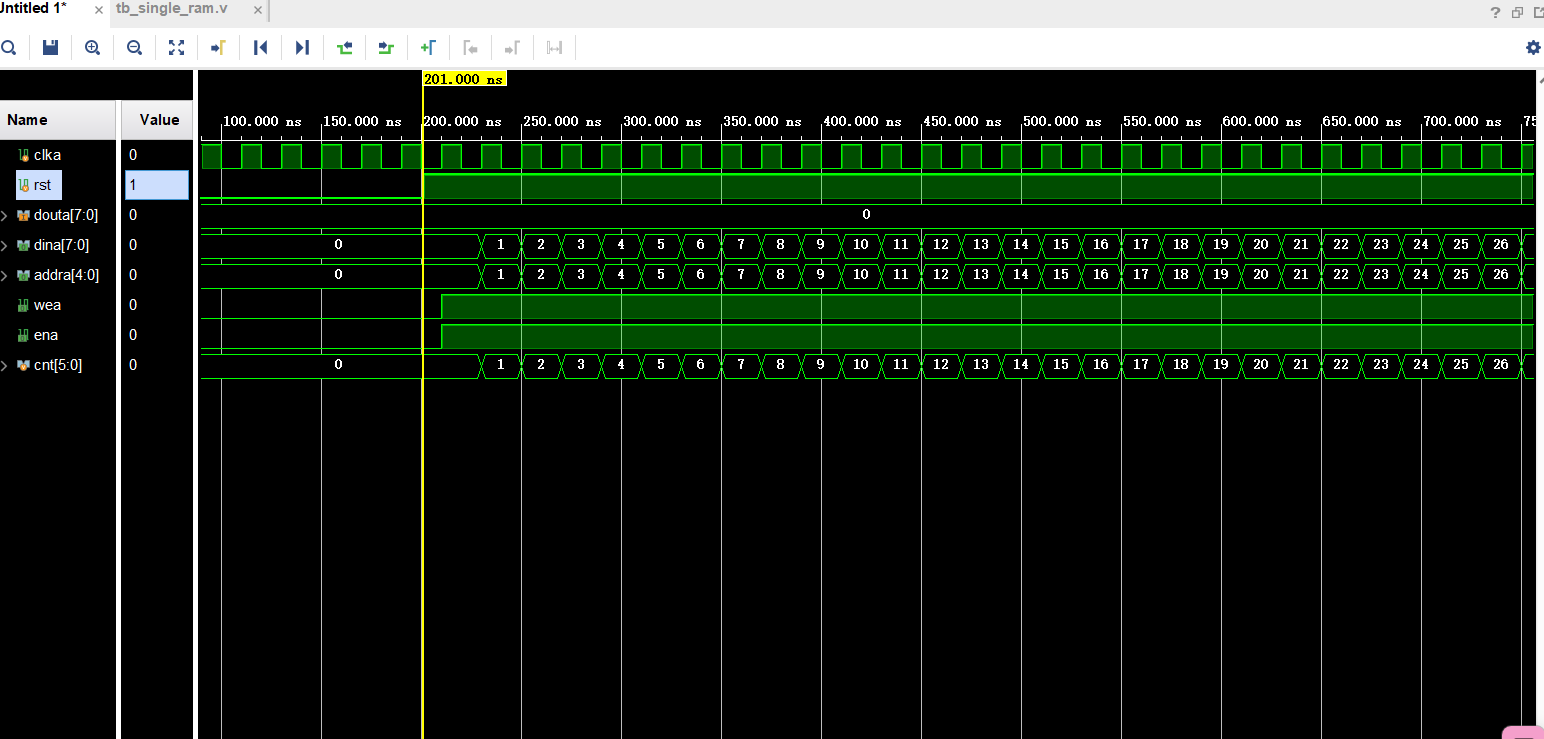 Untitled 1* × tb_single_ram.v ×
?
201.000 ns
Name Value
100.000 ns 150.000 ns 200.000 ns 250.000 ns 300.000 ns 350.000 ns 400.000 ns 450.000 ns 500.000 ns 550.000 ns 600.000 ns 650.000 ns 700.000 ns 75
clka 0
rst 1
douta[7:0] 0 0
dina[7:0] 0 0 1 2 3 4 5 6 7 8 9 10 11 12 13 14 15 16 17 18 19 20 21 22 23 24 25 26
addra[4:0] 0 0 1 2 3 4 5 6 7 8 9 10 11 12 13 14 15 16 17 18 19 20 21 22 23 24 25 26
wea 0
ena 0
cnt[5:0] 0 0 1 2 3 4 5 6 7 8 9 10 11 12 13 14 15 16 17 18 19 20 21 22 23 24 25 26